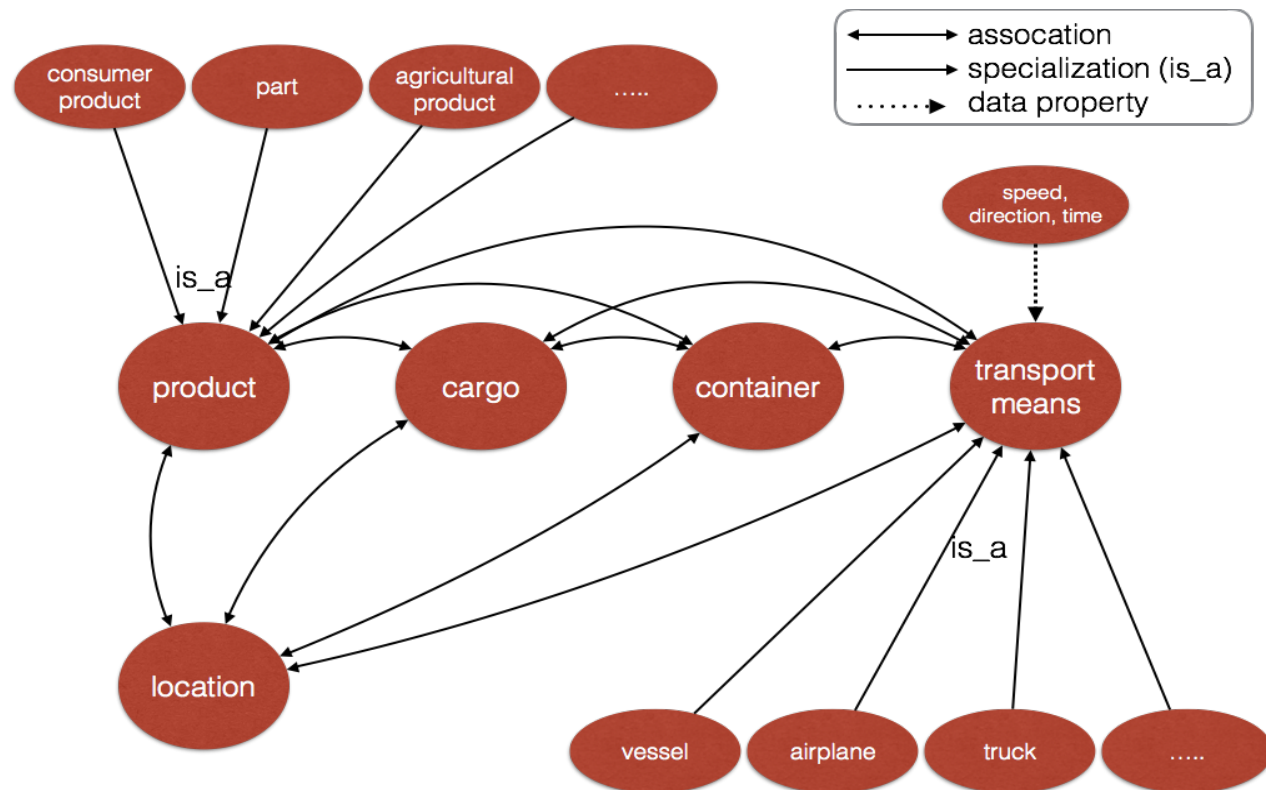 consumer
product
part
agricultural
product
…..
assocation
specialization (is_a)
data property
speed,
direction, time
is_a
product
cargo
container
transport
means
is_a
location
vessel
airplane
truck
…..